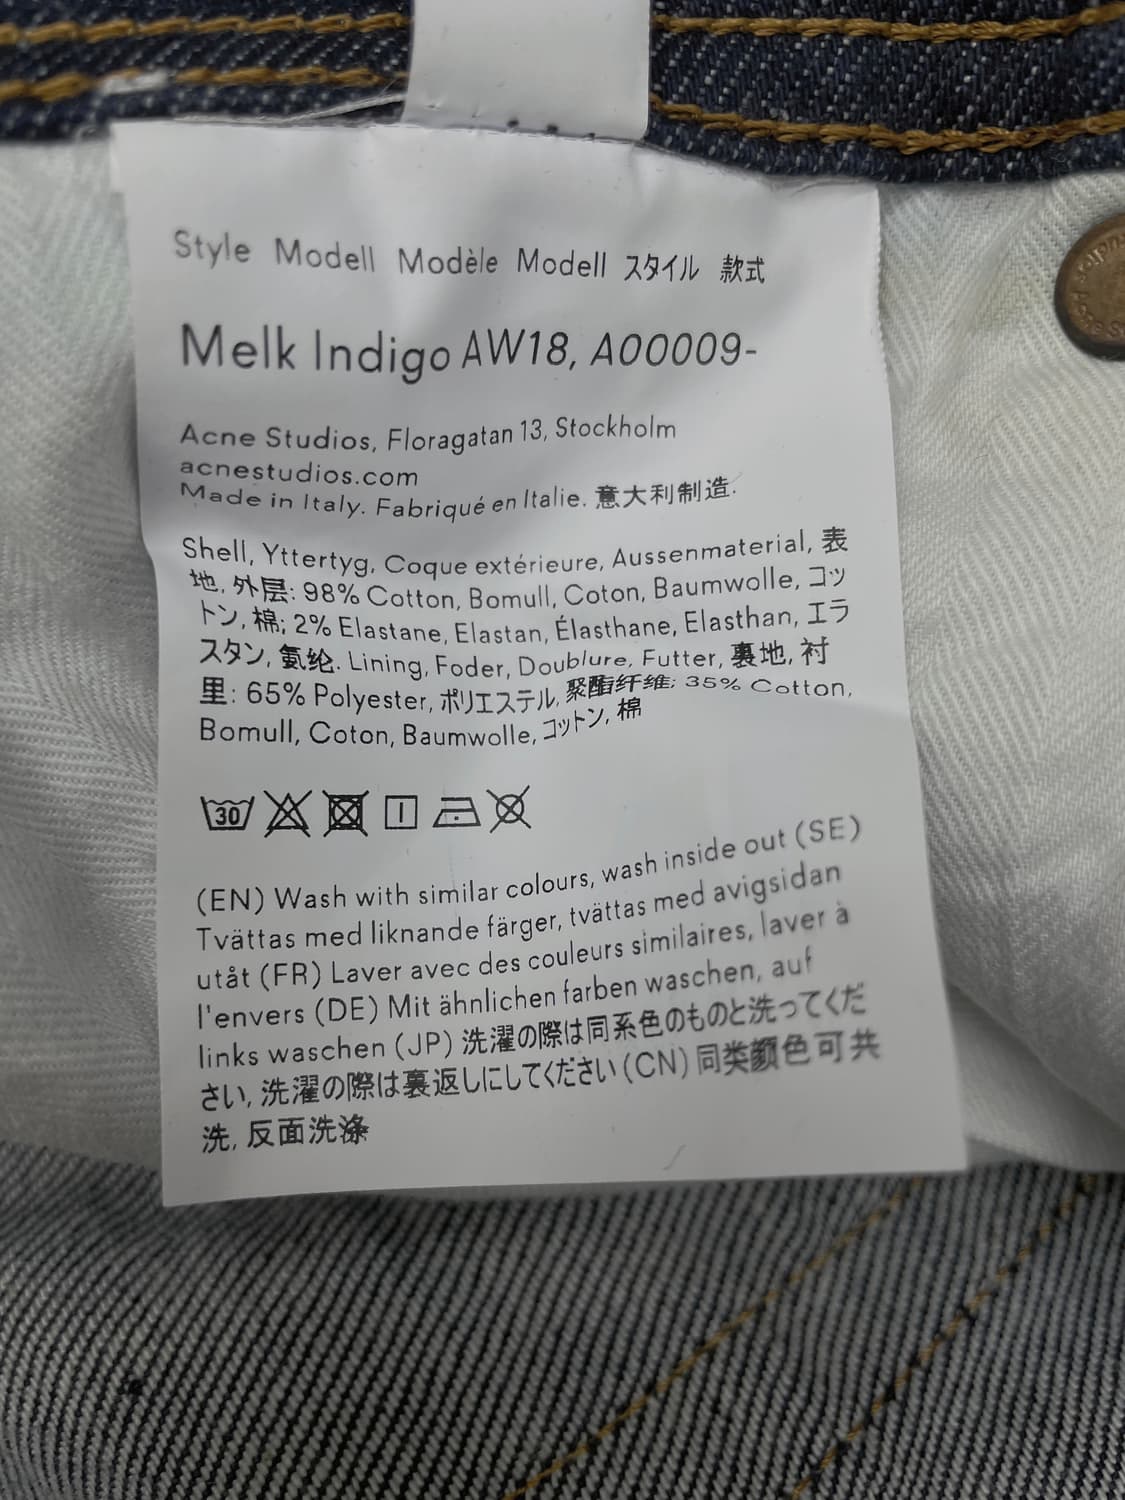 Style Modell Modèle Modell スタイル 款式
Melk Indigo AW18, A00009-
Acne Studios, Floragatan 13, Stockholm
acnestudios.com
Made in Italy. Fabriqué en Italie. 意大利制造.
Shell, Yttertyg, Coque extérieure, Aussenmaterial, 表
地, 外层: 98% Cotton, Bomull, Coton, Baumwolle, コッ
トン, 棉; 2% Elastane, Elastan, Élasthane, Elasthan, エラ
スタン, 氨纶. Lining, Foder, Doublure, Futter, 裏地, 衬
里: 65% Polyester, ポリエステル, 聚酯纤维; 35% Cotton,
Bomull, Coton, Baumwolle, コットン, 棉
30
(EN) Wash with similar colours, wash inside out (SE)
Tvättas med liknande färger, tvättas med avigsidan
utåt (FR) Laver avec des couleurs similaires, laver à
l'envers (DE) Mit ähnlichen farben waschen, auf
links waschen (JP) 洗濯の際は同系色のものと洗ってくだ
さい, 洗濯の際は裏返しにしてください (CN) 同类颜色可共
洗, 反面洗涤